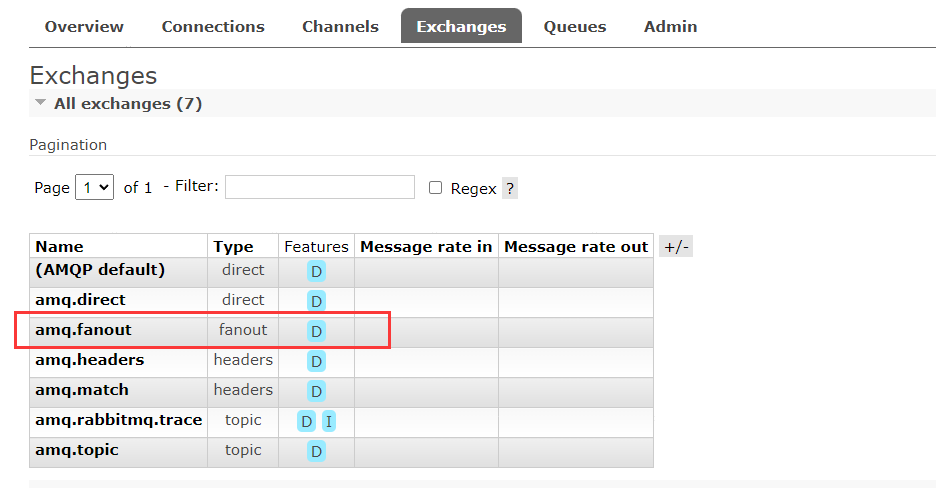 Overview Connections Channels Exchanges Queues Admin
Exchanges
All exchanges (7)
Pagination
Page 1 of 1 - Filter: Regex ?
Name Type Features Message rate in Message rate out +/-
(AMQP default) direct D
amq.direct direct D
amq.fanout fanout D
amq.headers headers D
amq.match headers D
amq.rabbitmq.trace topic D I
amq.topic topic D